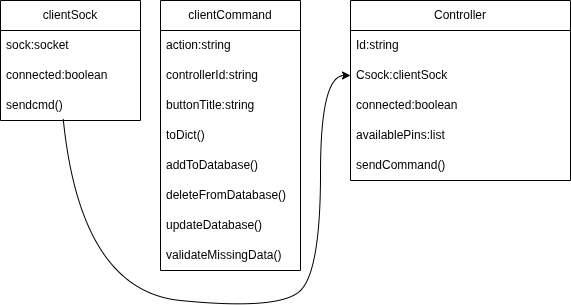 clientSock
sock:socket
connected:boolean
sendcmd()
clientCommand
action:string
controllerId:string
buttonTitle:string
toDict()
addToDatabase()
deleteFromDatabase()
updateDatabase()
validateMissingData()
Controller
Id:string
Csock:clientSock
connected:boolean
availablePins:list
sendCommand()